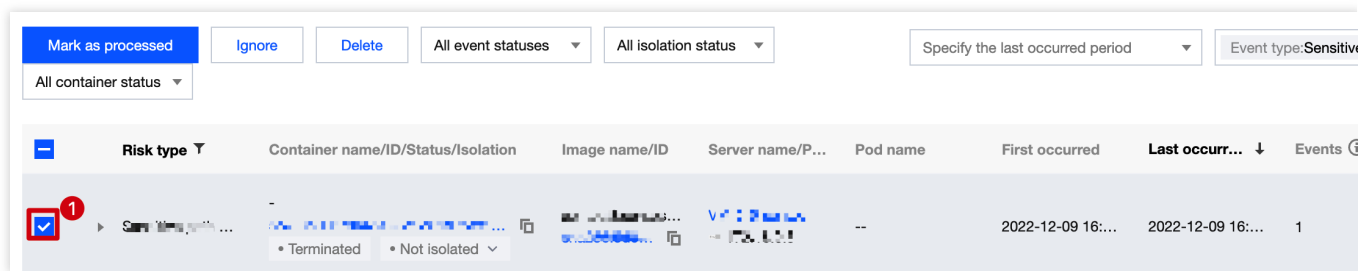 Mark as processed
Ignore
Delete
All event statuses
All isolation status
Specify the last occurred period
Event type:Sensitive
All container status
Risk type
Container name/ID/Status/Isolation
Image name/ID
Server name/P...
Pod name
First occurred
Last occurr...
Events
1
-
...
...
...
...
--
2022-12-09 16:...
2022-12-09 16:...
1
• Terminated
• Not isolated